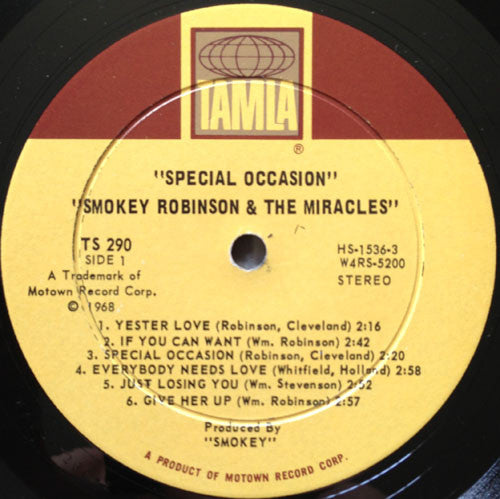 TAMLA
®
"SPECIAL OCCASION"
"SMOKEY ROBINSON & THE MIRACLES"
TS 290
SIDE 1
A Trademark of
Motown Record Corp.
© 1968
HS-1536-3
W4RS-5200
STEREO
1. YESTER LOVE (Robinson, Cleveland) 2:16
2. IF YOU CAN WANT (Wm. Robinson) 2:42
3. SPECIAL OCCASION (Robinson, Cleveland) 2:20
4. EVERYBODY NEEDS LOVE (Whitfield, Holland) 2:58
5. JUST LOSING YOU (Wm. Stevenson) 2:52
6. GIVE HER UP (Wm. Robinson) 2:57
Produced By
"SMOKEY"
A PRODUCT OF MOTOWN RECORD CORP.